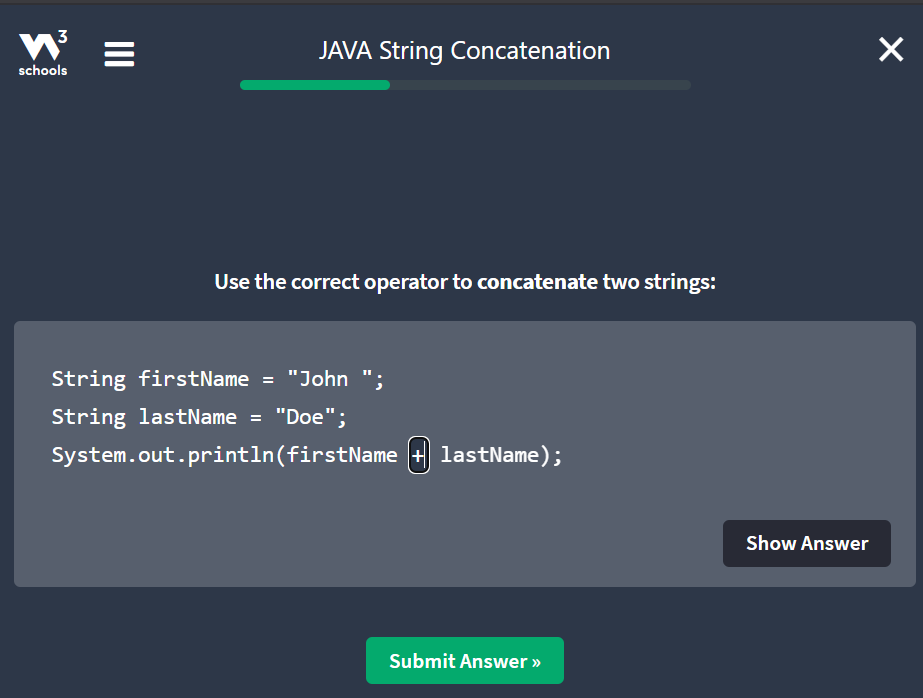 W3
schools
JAVA String Concatenation
Use the correct operator to concatenate two strings:
String firstName = "John ";
String lastName = "Doe";
System.out.println(firstName + lastName);
Show Answer
Submit Answer »